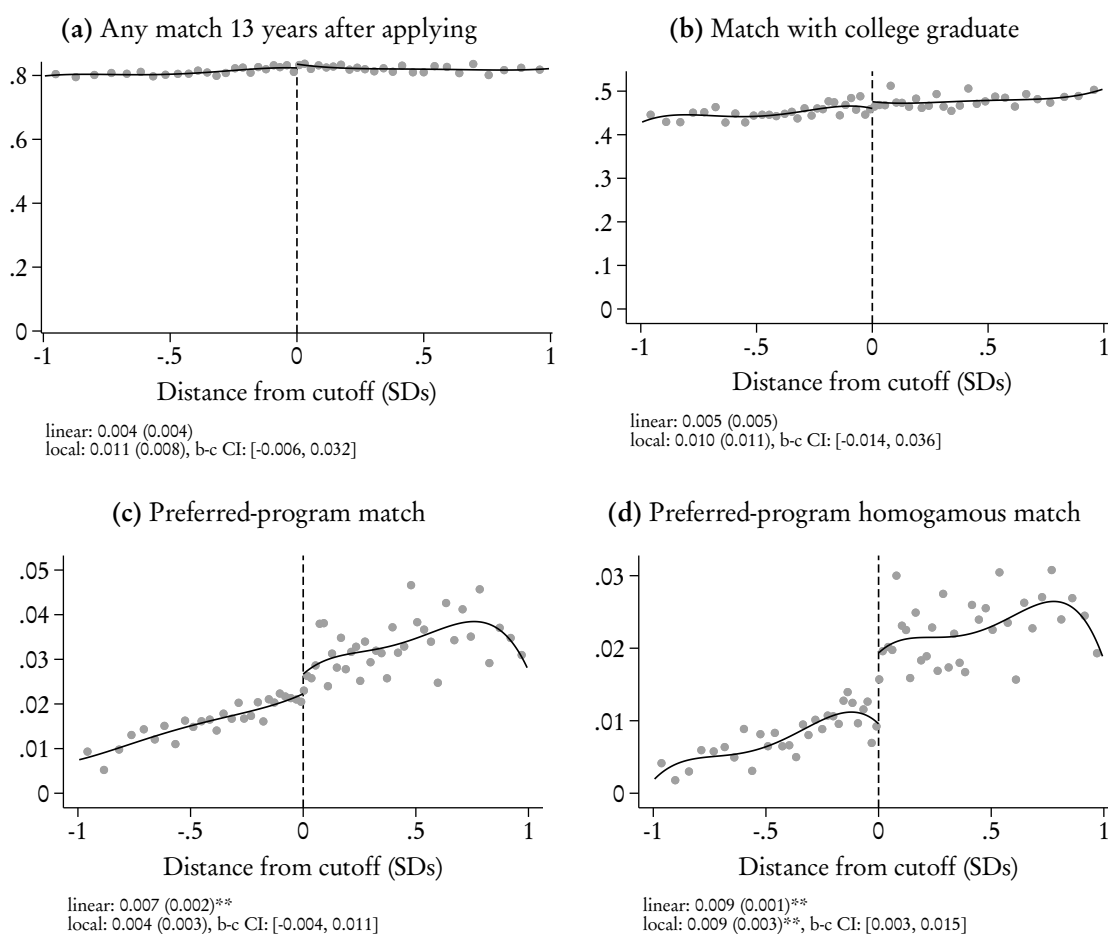 (a) Any match 13 years after applying
.8
.6
.4
.2
0
-1 -.5 0 .5 1
Distance from cutoff (SDs)
linear: 0.004 (0.004)
local: 0.011 (0.008), b-c CI: [-0.006, 0.032]
(b) Match with college graduate
.5
.4
.3
.2
.1
0
-1 -.5 0 .5 1
Distance from cutoff (SDs)
linear: 0.005 (0.005)
local: 0.010 (0.011), b-c CI: [-0.014, 0.036]
(c) Preferred-program match
.05
.04
.03
.02
.01
0
-1 -.5 0 .5 1
Distance from cutoff (SDs)
linear: 0.007 (0.002)**
local: 0.004 (0.003), b-c CI: [-0.004, 0.011]
(d) Preferred-program homogamous match
.03
.02
.01
0
-1 -.5 0 .5 1
Distance from cutoff (SDs)
linear: 0.009 (0.001)**
local: 0.009 (0.003)**, b-c CI: [0.003, 0.015]